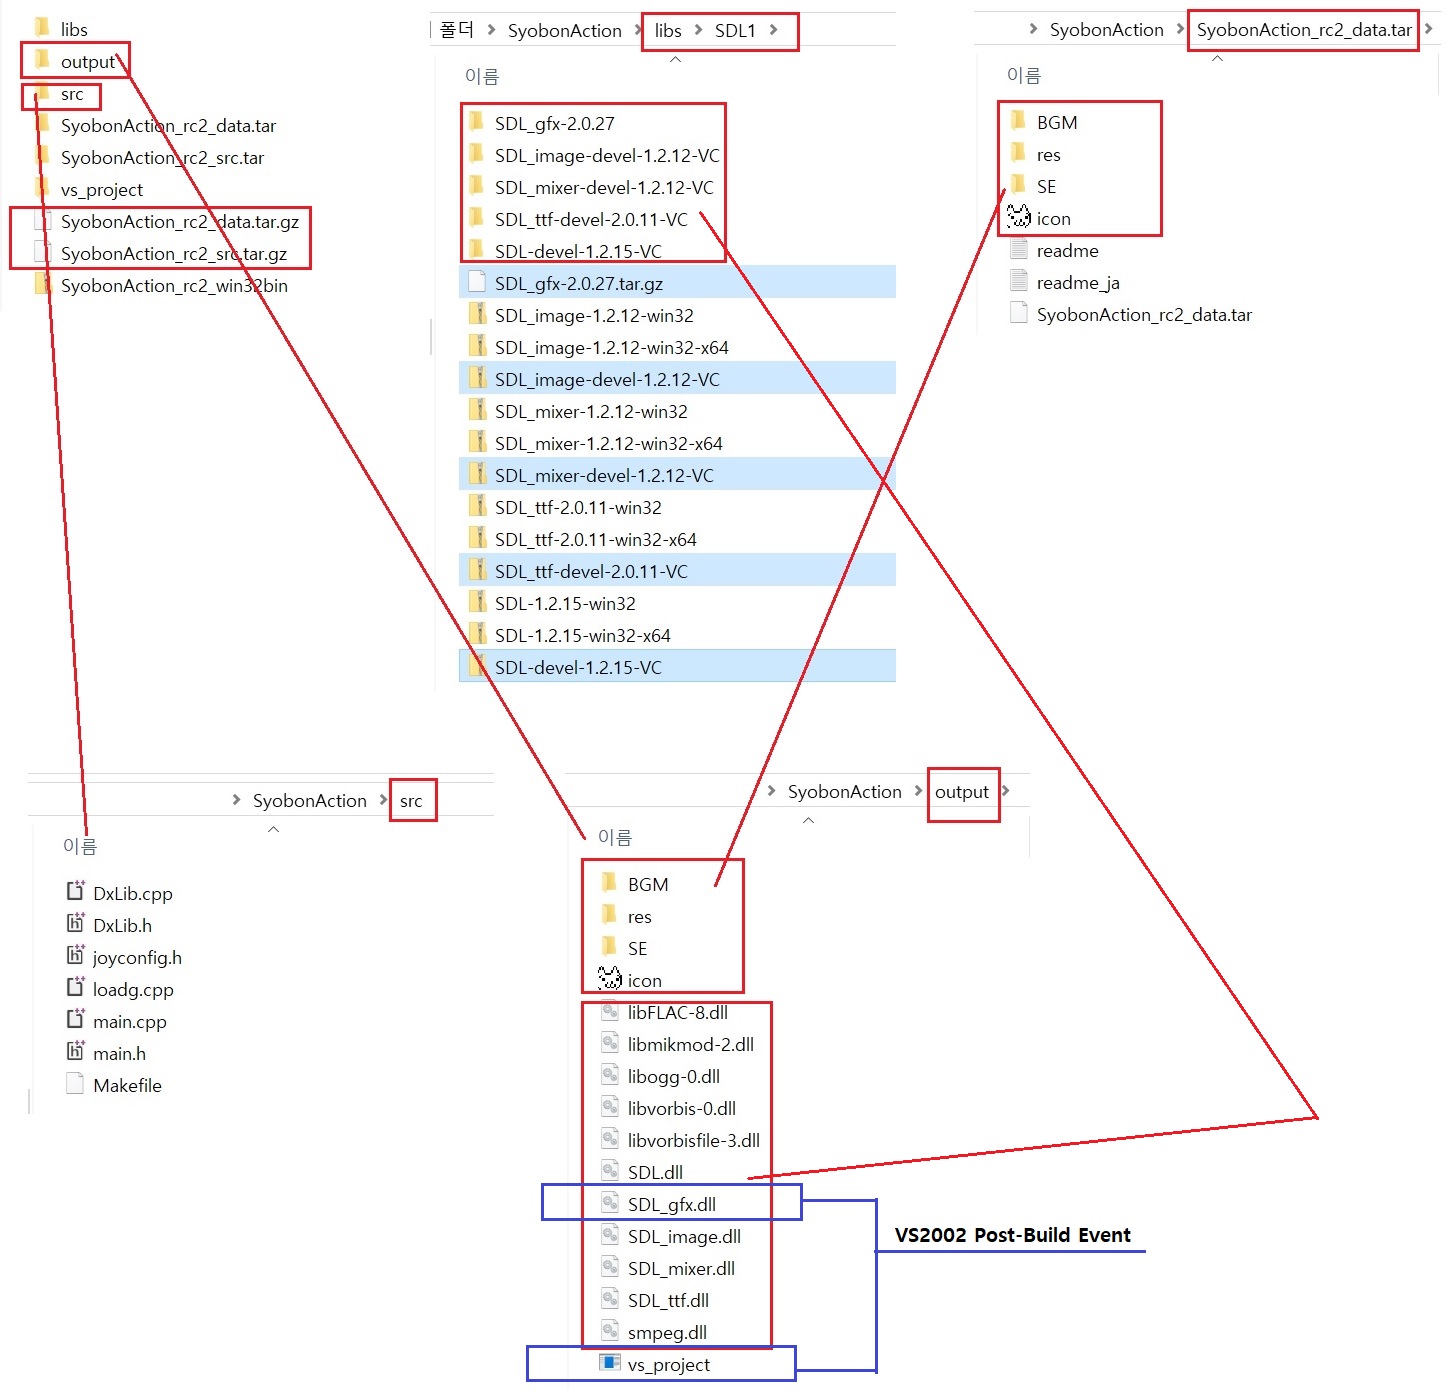 libs
output
src
SyobonAction_rc2_data.tar
SyobonAction_rc2_src.tar
vs_project
SyobonAction_rc2_data.tar.gz
SyobonAction_rc2_src.tar.gz
SyobonAction_rc2_win32bin
폴더 > SyobonAction > libs > SDL1 >
이름
SDL_gfx-2.0.27
SDL_image-devel-1.2.12-VC
SDL_mixer-devel-1.2.12-VC
SDL_ttf-devel-2.0.11-VC
SDL-devel-1.2.15-VC
SDL_gfx-2.0.27.tar.gz
SDL_image-1.2.12-win32
SDL_image-1.2.12-win32-x64
SDL_image-devel-1.2.12-VC
SDL_mixer-1.2.12-win32
SDL_mixer-1.2.12-win32-x64
SDL_mixer-devel-1.2.12-VC
SDL_ttf-2.0.11-win32
SDL_ttf-2.0.11-win32-x64
SDL_ttf-devel-2.0.11-VC
SDL-1.2.15-win32
SDL-1.2.15-win32-x64
SDL-devel-1.2.15-VC
> SyobonAction > SyobonAction_rc2_data.tar >
이름
BGM
res
SE
icon
readme
readme_ja
SyobonAction_rc2_data.tar
> SyobonAction > src
이름
DxLib.cpp
DxLib.h
joyconfig.h
loadg.cpp
main.cpp
main.h
Makefile
> SyobonAction > output >
이름
BGM
res
SE
icon
libFLAC-8.dll
libmikmod-2.dll
libogg-0.dll
libvorbis-0.dll
libvorbisfile-3.dll
SDL.dll
SDL_gfx.dll
SDL_image.dll
SDL_mixer.dll
SDL_ttf.dll
smpeg.dll
vs_project
VS2002 Post-Build Event